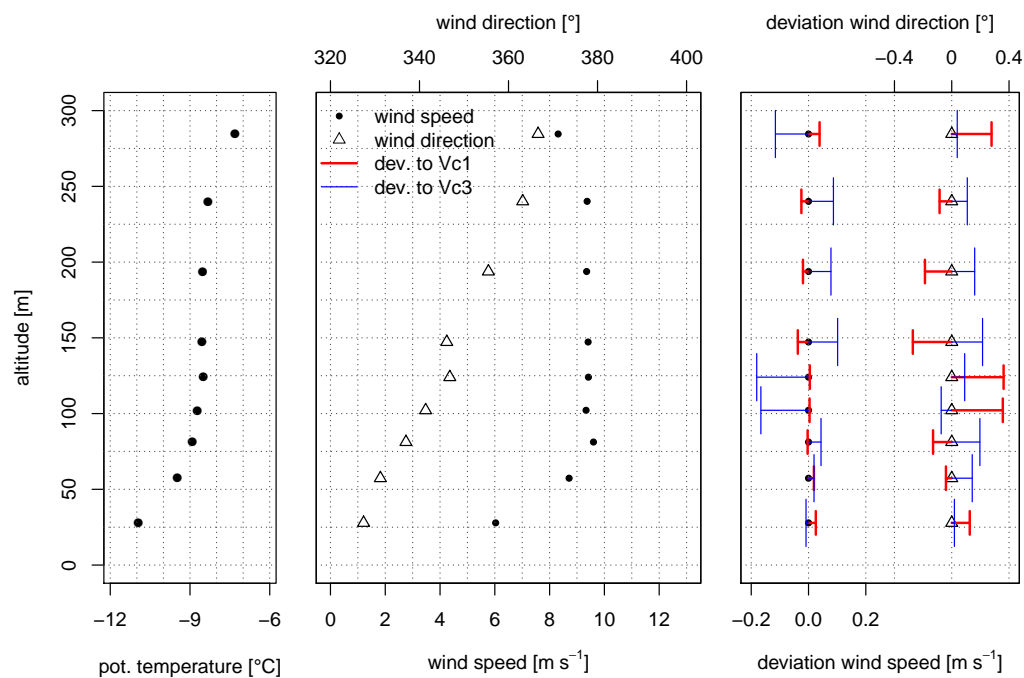 wind direction [°]
deviation wind direction [°]
320 340 360 380 400
−0.4 0 0.4
300
250
200
150
100
50
0
altitude [m]
wind speed
wind direction
dev. to Vc1
dev. to Vc3
−12 −9 −6
0 2 4 6 8 10 12
−0.2 0.0 0.2
pot. temperature [°C]
wind speed [m s−1]
deviation wind speed [m s−1]